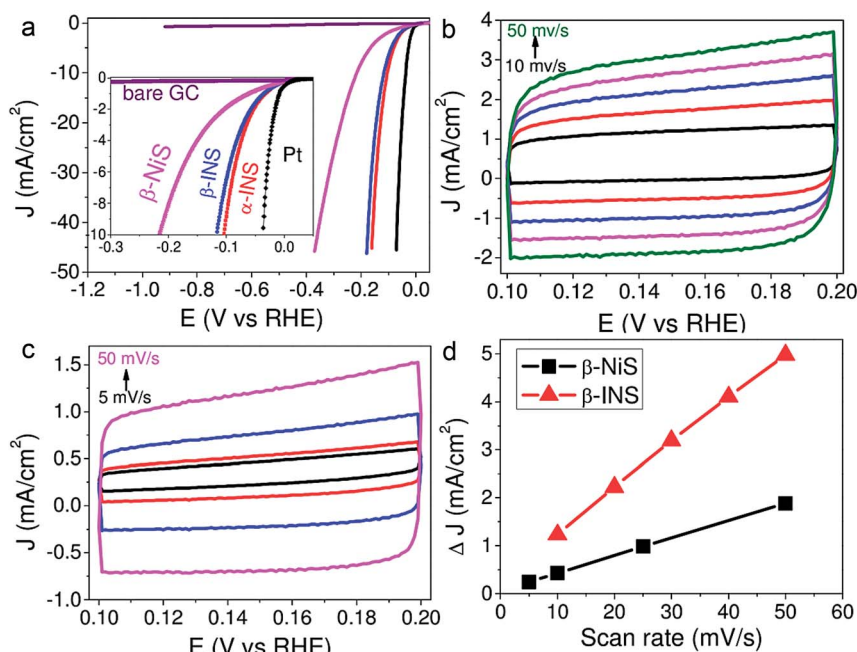 a
J (mA/cm²)
0
-10
-20
-30
-40
-50
-1.2 -1.0 -0.8 -0.6 -0.4 -0.2 0.0
E (V vs RHE)
0
-2
-4
-6
-8
-10
-0.3 -0.2 -0.1 0.0
bare GC
β-NiS
β-INS
α-INS
Pt
b
J (mA/cm²)
4
3
2
1
0
-1
-2
50 mv/s
10 mv/s
0.10 0.12 0.14 0.16 0.18 0.20
E (V vs RHE)
c
J (mA/cm²)
1.5
1.0
0.5
0.0
-0.5
-1.0
50 mV/s
5 mV/s
0.10 0.12 0.14 0.16 0.18 0.20
E (V vs RHE)
d
Δ J (mA/cm²)
5
4
3
2
1
0
β-NiS
β-INS
0 10 20 30 40 50 60
Scan rate (mV/s)